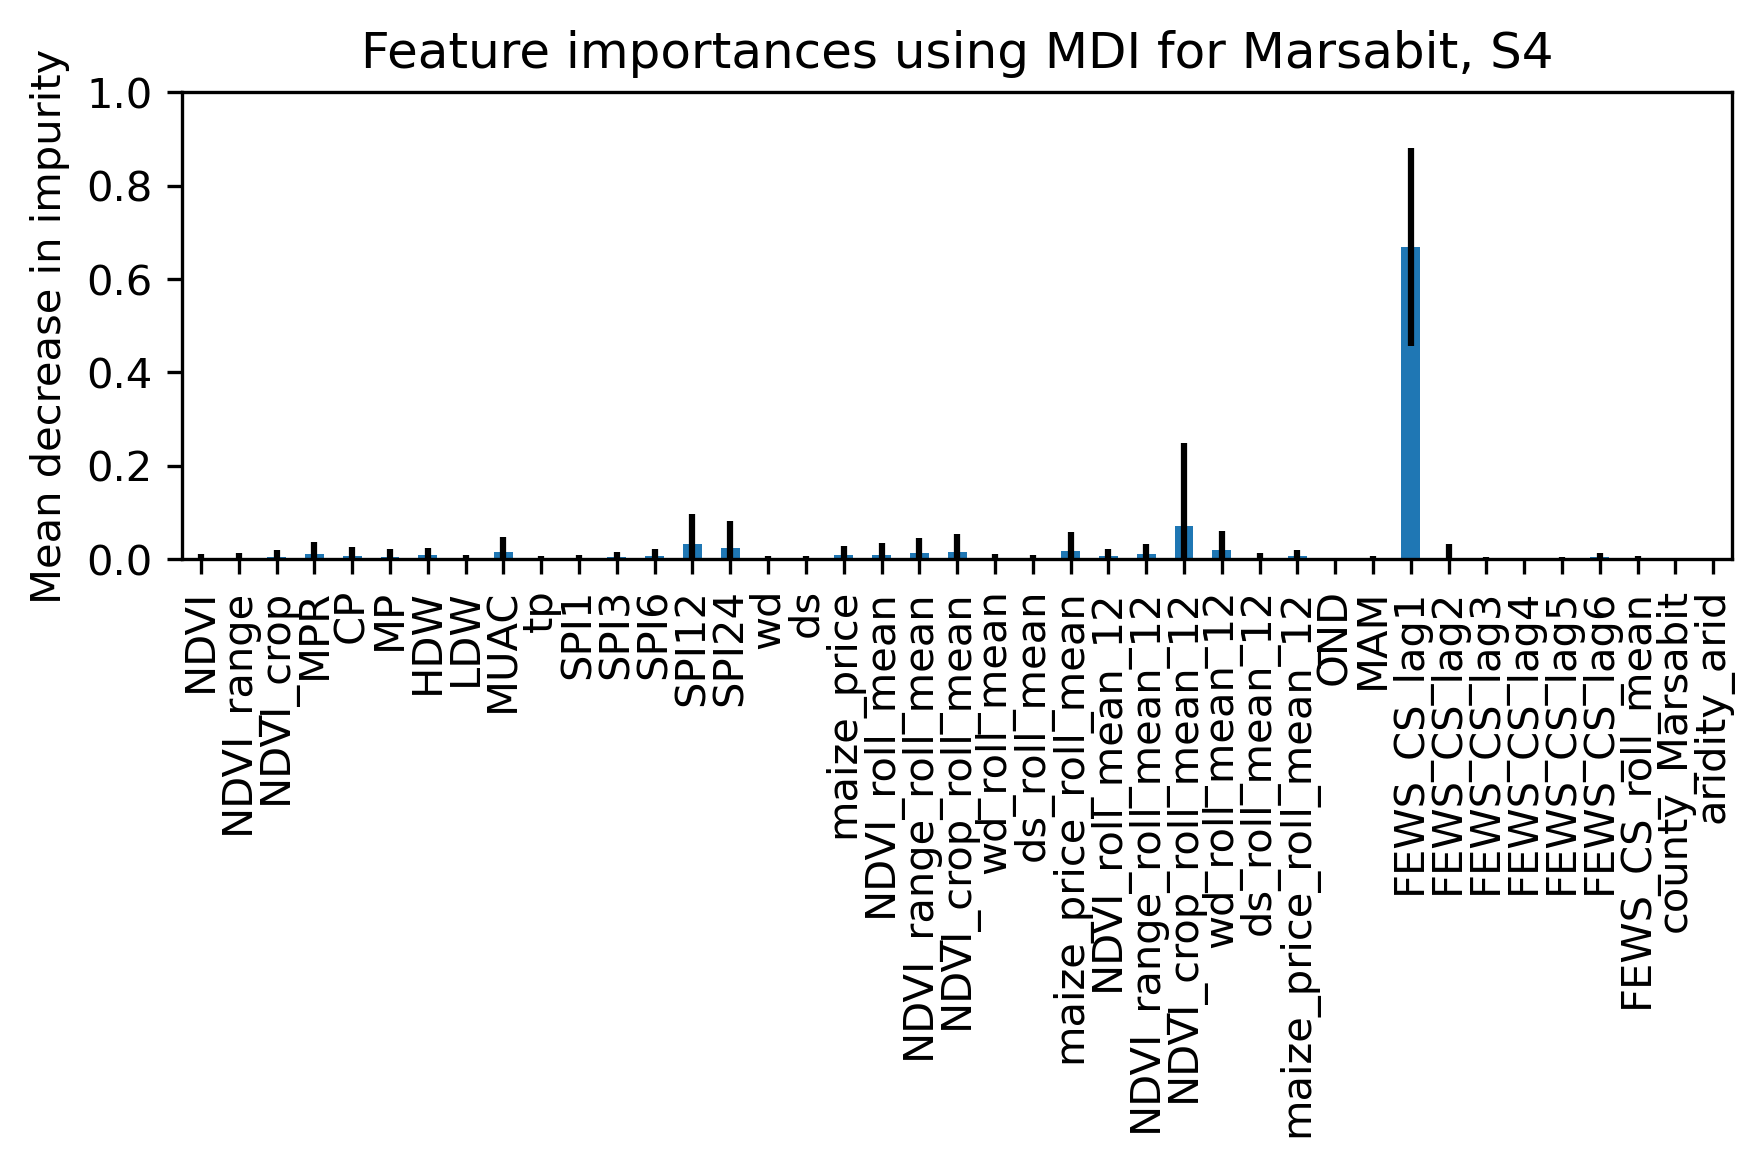 Feature importances using MDI for Marsabit, S4
Mean decrease in impurity
1.0
0.8
0.6
0.4
0.2
0.0
NDVI
NDVI_range
NDVI_crop
MPR
CP
MP
HDW
LDW
MUAC
tp
SPI1
SPI3
SPI6
SPI12
SPI24
wd
ds
maize_price
NDVI_roll_mean
NDVI_range_roll_mean
NDVI_crop_roll_mean
wd_roll_mean
ds_roll_mean
maize_price_roll_mean
NDVI_roll_mean_12
NDVI_range_roll_mean_12
NDVI_crop_roll_mean_12
wd_roll_mean_12
ds_roll_mean_12
maize_price_roll_mean_12
OND
MAM
FEWS_CS_lag1
FEWS_CS_lag2
FEWS_CS_lag3
FEWS_CS_lag4
FEWS_CS_lag5
FEWS_CS_lag6
FEWS_CS_roll_mean
county_Marsabit
aridity_arid